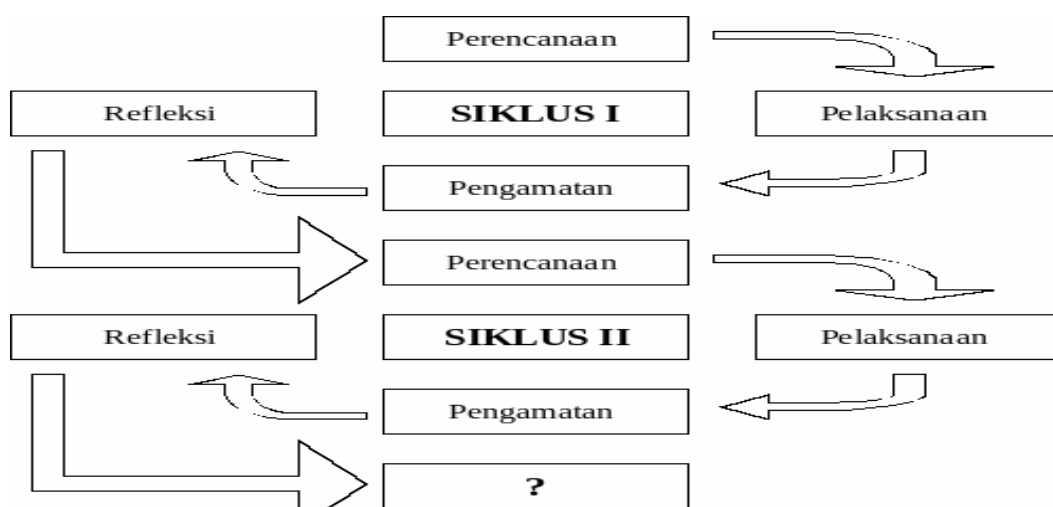 Perencanaan
Refleksi
SIKLUS I
Pelaksanaan
Pengamatan
Perencanaan
Refleksi
SIKLUS II
Pelaksanaan
Pengamatan
?